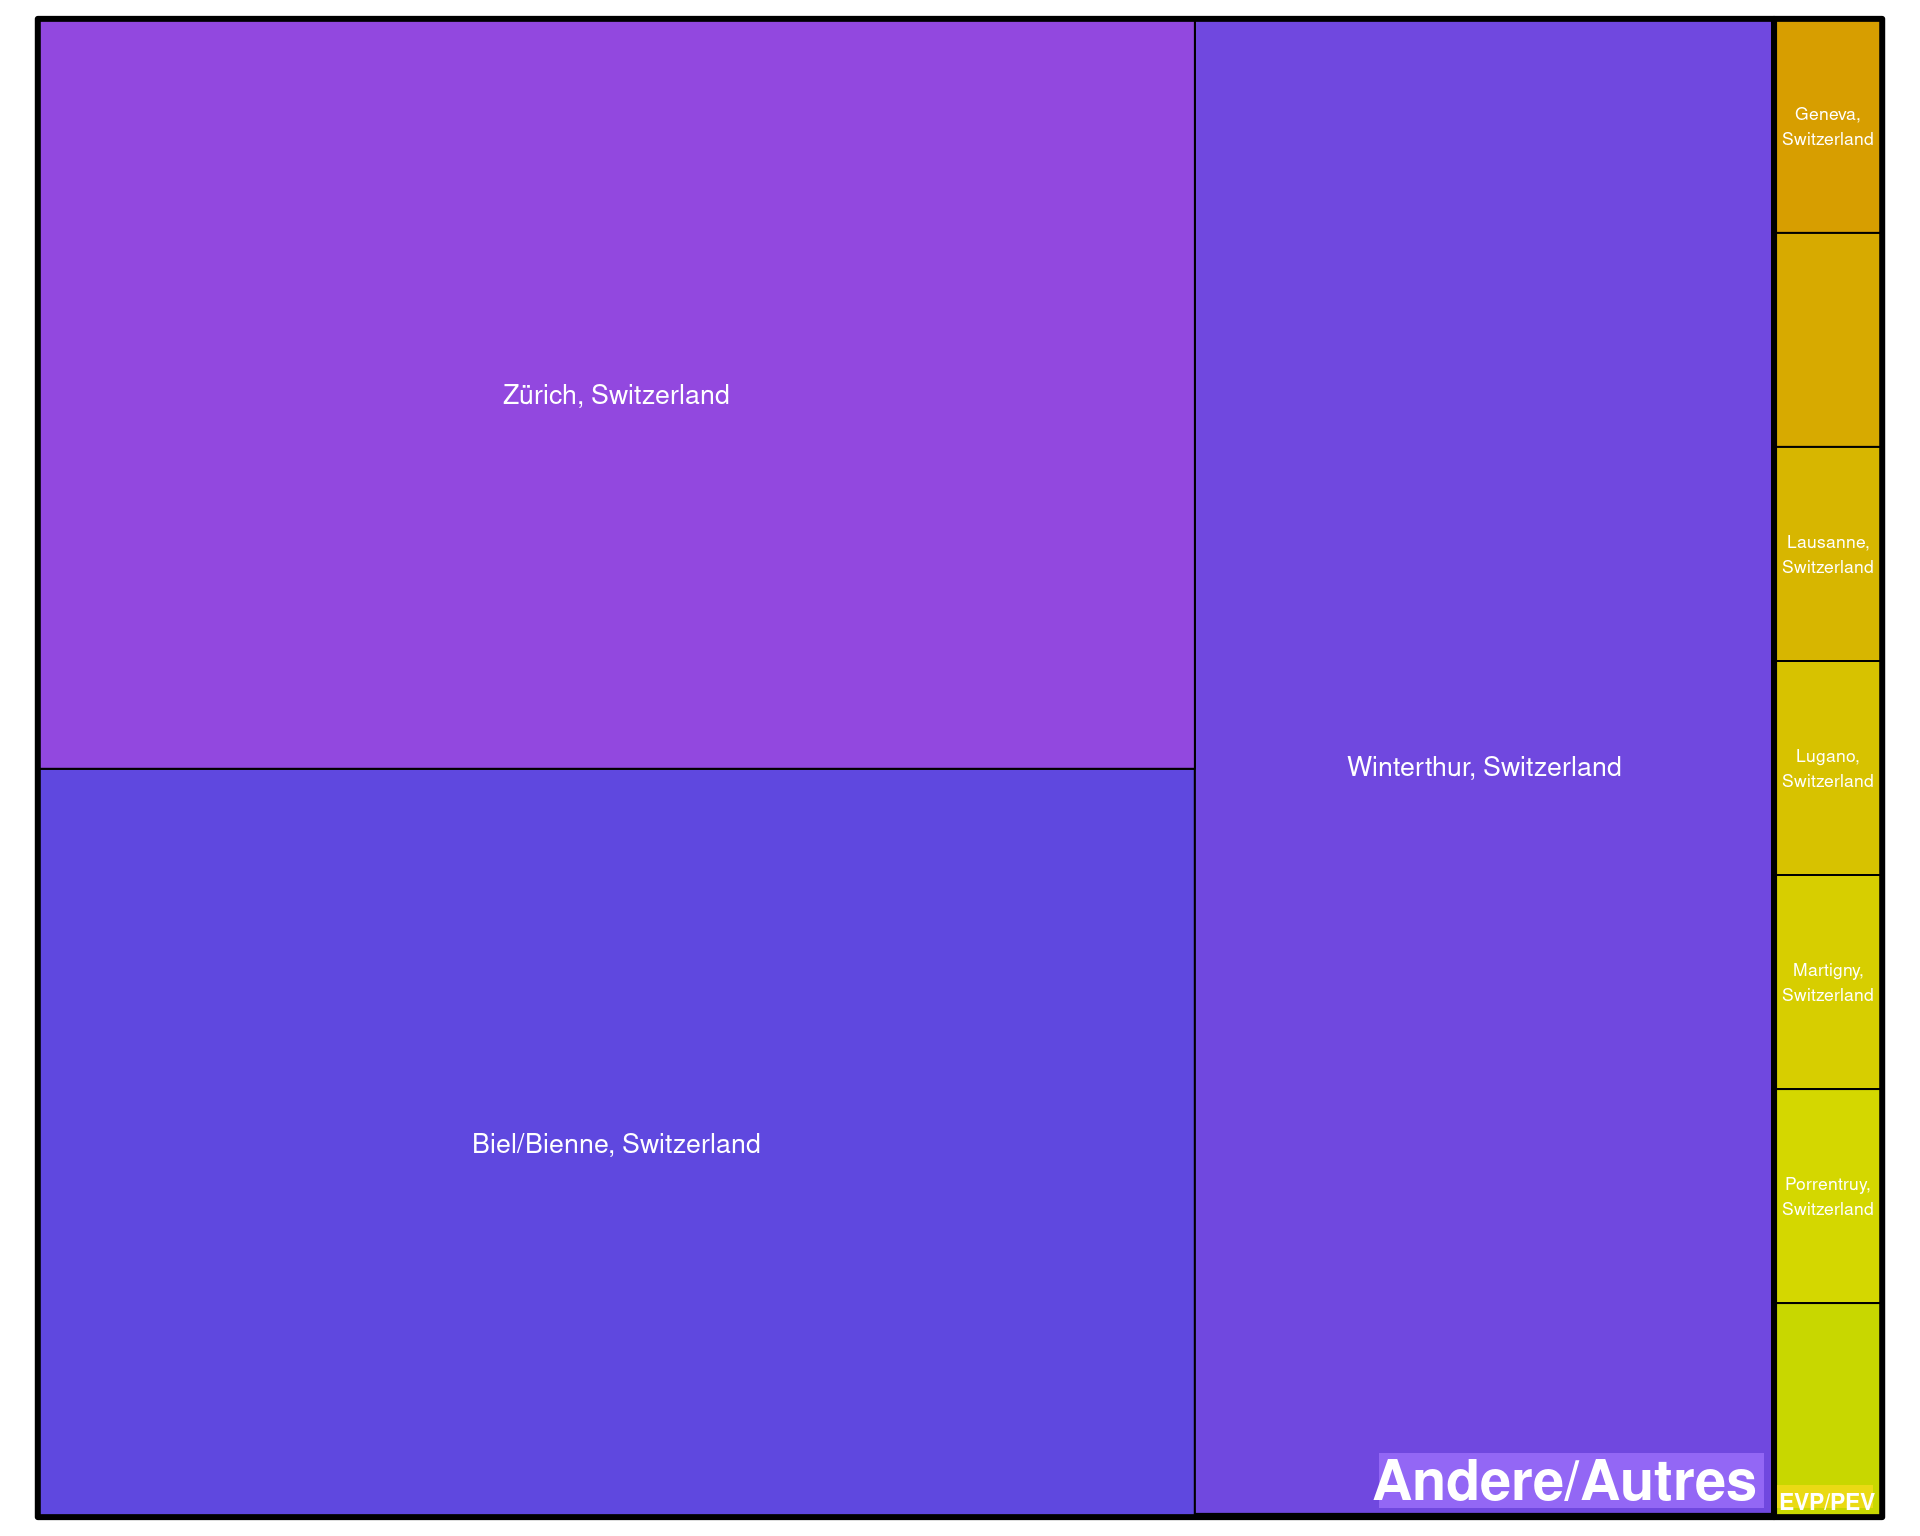 Zürich, Switzerland
Biel/Bienne, Switzerland
Winterthur, Switzerland
Andere/Autres
Geneva,
Switzerland
Lausanne,
Switzerland
Lugano,
Switzerland
Martigny,
Switzerland
Porrentruy,
Switzerland
EVP/PEV